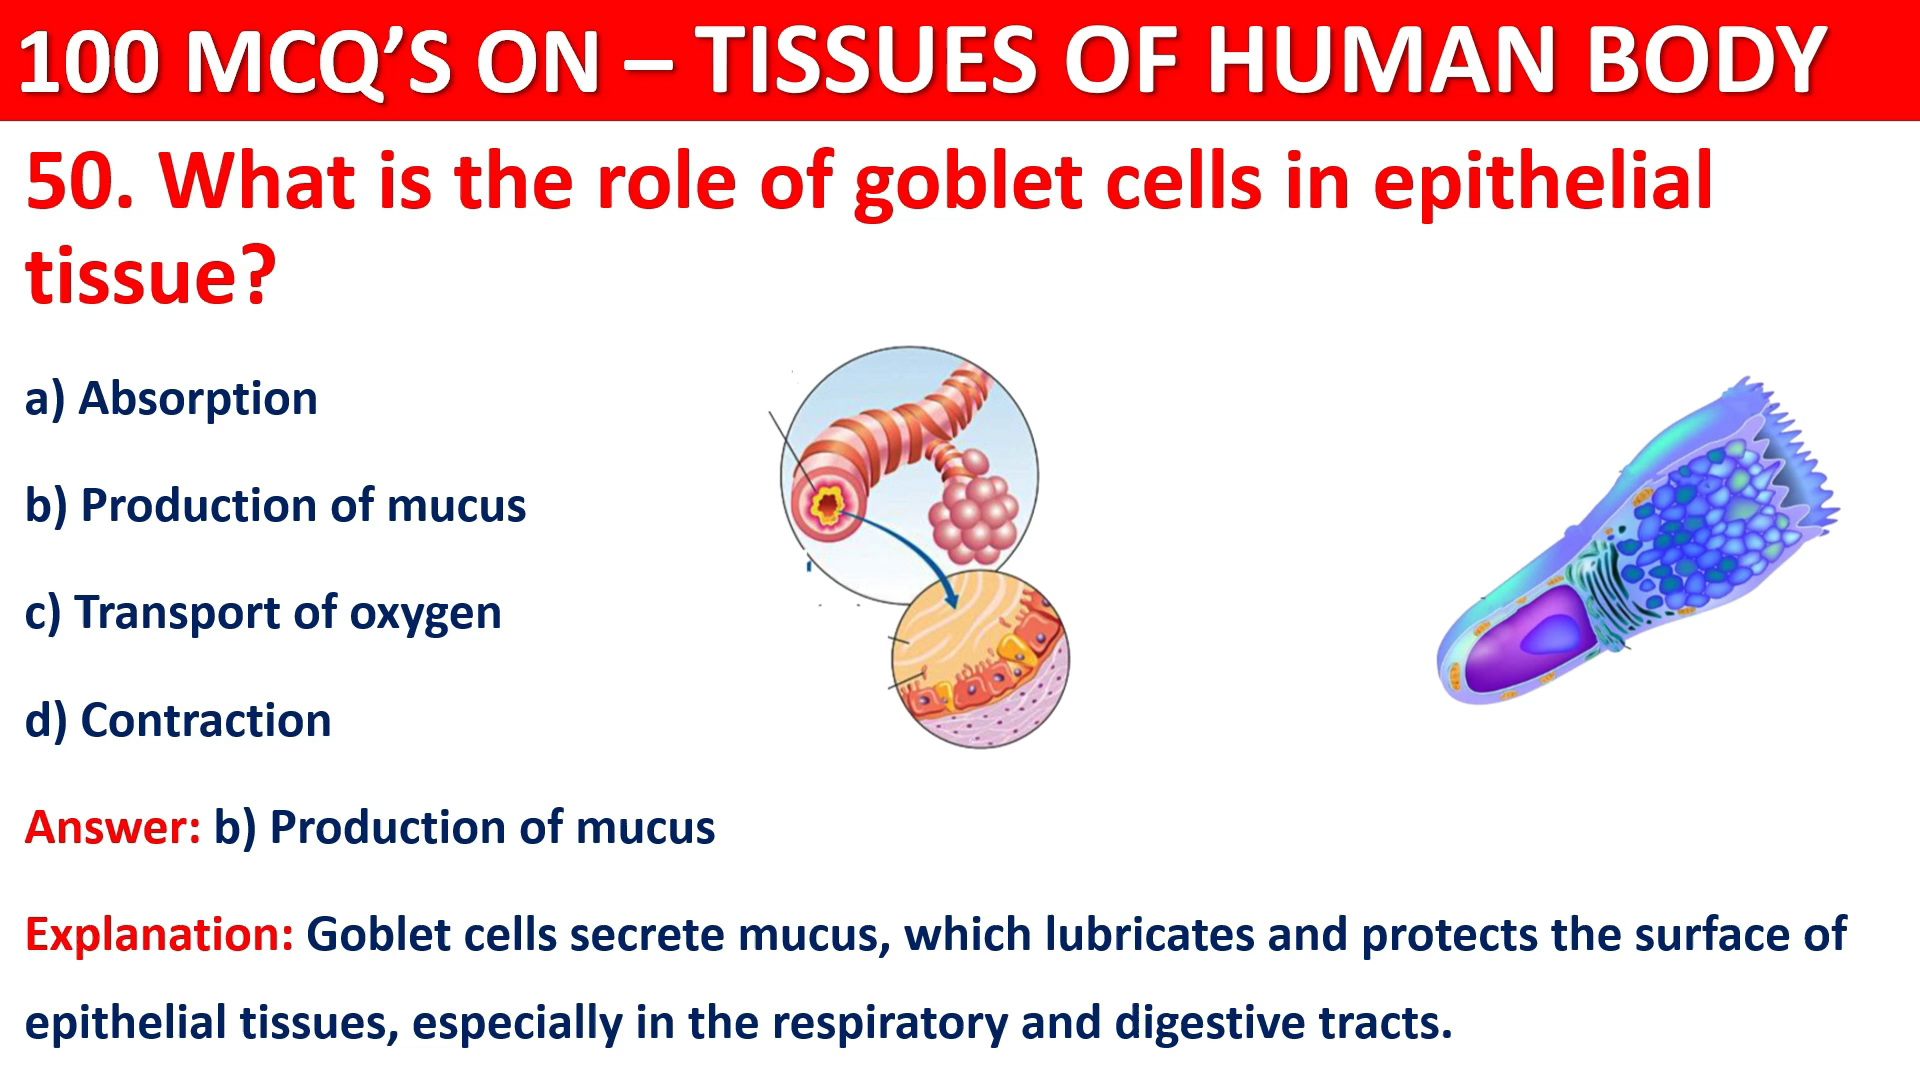 100 MCQ’S ON – TISSUES OF HUMAN BODY
50. What is the role of goblet cells in epithelial
tissue?
a) Absorption
b) Production of mucus
c) Transport of oxygen
d) Contraction
Answer: b) Production of mucus
Explanation: Goblet cells secrete mucus, which lubricates and protects the surface of
epithelial tissues, especially in the respiratory and digestive tracts.